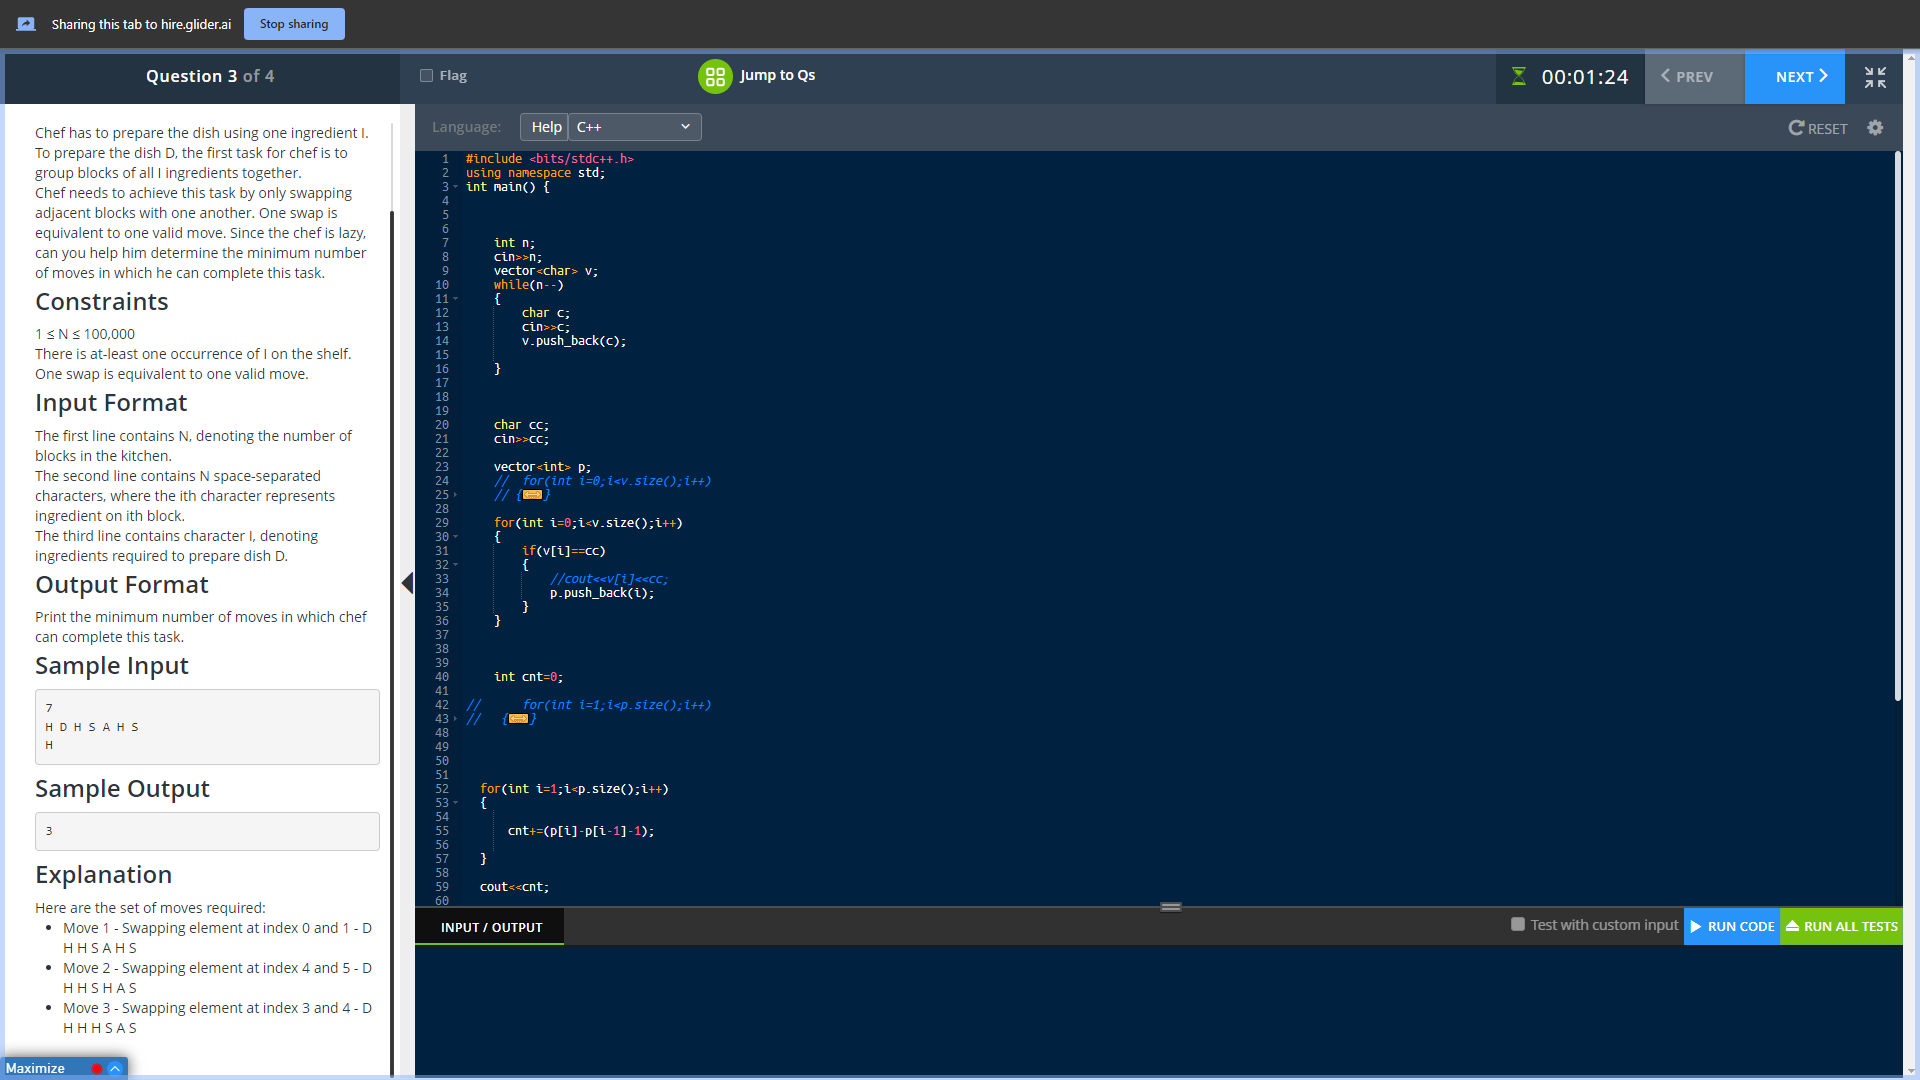 Sharing this tab to hire.glider.ai
Stop sharing
Question 3 of 4
Flag
Jump to Qs
00:01:24
PREV
NEXT
Chef has to prepare the dish using one ingredient I.
To prepare the dish D, the first task for chef is to
group blocks of all I ingredients together.
Chef needs to achieve this task by only swapping
adjacent blocks with one another. One swap is
equivalent to one valid move. Since the chef is lazy,
can you help him determine the minimum number
of moves in which he can complete this task.
Constraints
1 ≤ N ≤ 100,000
There is at-least one occurrence of I on the shelf.
One swap is equivalent to one valid move.
Input Format
The first line contains N, denoting the number of
blocks in the kitchen.
The second line contains N space-separated
characters, where the ith character represents
ingredient on ith block.
The third line contains character I, denoting
ingredients required to prepare dish D.
Output Format
Print the minimum number of moves in which chef
can complete this task.
Sample Input
7
H D H S A H S
H
Sample Output
3
Explanation
Here are the set of moves required:
• Move 1 - Swapping element at index 0 and 1 - D
H H S A H S
• Move 2 - Swapping element at index 4 and 5 - D
H H S H A S
• Move 3 - Swapping element at index 3 and 4 - D
H H H S A S
Maximize
Language:
Help
C++
RESET
1 #include <bits/stdc++.h>
2 using namespace std;
3 int main() {
4
5
6
7 int n;
8 cin>>n;
9 vector<char> v;
10 while(n--)
11 {
12 char c;
13 cin>>c;
14 v.push_back(c);
15
16 }
17
18
19
20 char cc;
21 cin>>cc;
22
23 vector<int> p;
24 // for(int i=0;i<v.size();i++)
25 // { }
28
29 for(int i=0;i<v.size();i++)
30 {
31 if(v[i]==cc)
32 {
33 //cout<<v[i]<<cc;
34 p.push_back(i);
35 }
36 }
37
38
39
40 int cnt=0;
41
42 // for(int i=1;i<p.size();i++)
43 // { }
48
49
50
51
52 for(int i=1;i<p.size();i++)
53 {
54
55 cnt+=(p[i]-p[i-1]-1);
56
57 }
58
59 cout<<cnt;
60
INPUT / OUTPUT
Test with custom input
RUN CODE
RUN ALL TESTS